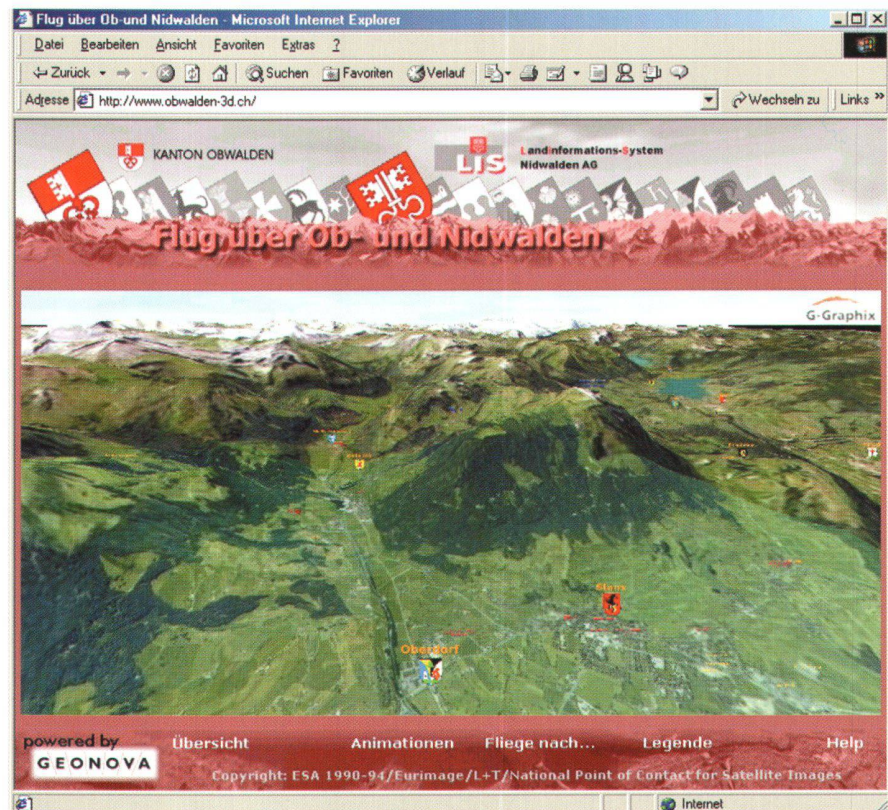 Flug über Ob-und Nidwalden - Microsoft Internet Explorer
Datei Bearbeiten Ansicht Favoriten Extras ?
Zurück Suchen Favoriten Verlauf
Adresse http://www.obwalden-3d.ch/ Wechseln zu Links »
KANTON OBWALDEN
LIS
LandInformations-System
Nidwalden AG
Flug über Ob- und Nidwalden
G-Graphix
Stans
Oberdorf
powered by
GEONOVA
Übersicht Animationen Fliege nach... Legende Help
Copyright: ESA 1990-94/Eurimage/L+T/National Point of Contact for Satellite Images
Internet